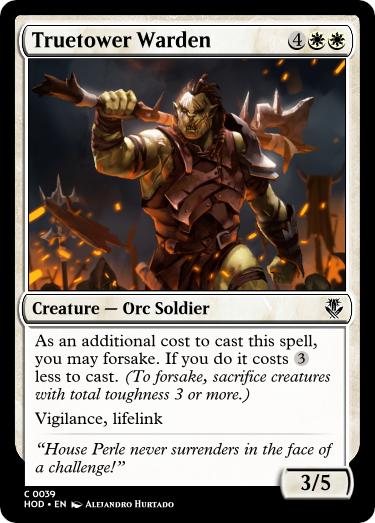 Truetower Warden 4
Creature — Orc Soldier
As an additional cost to cast this spell,
you may forsake. If you do it costs 3
less to cast. (To forsake, sacrifice creatures
with total toughness 3 or more.)
Vigilance, lifelink
“House Perle never surrenders in the face of
a challenge!”
3/5
C 0039
HOD • EN Alejandro Hurtado